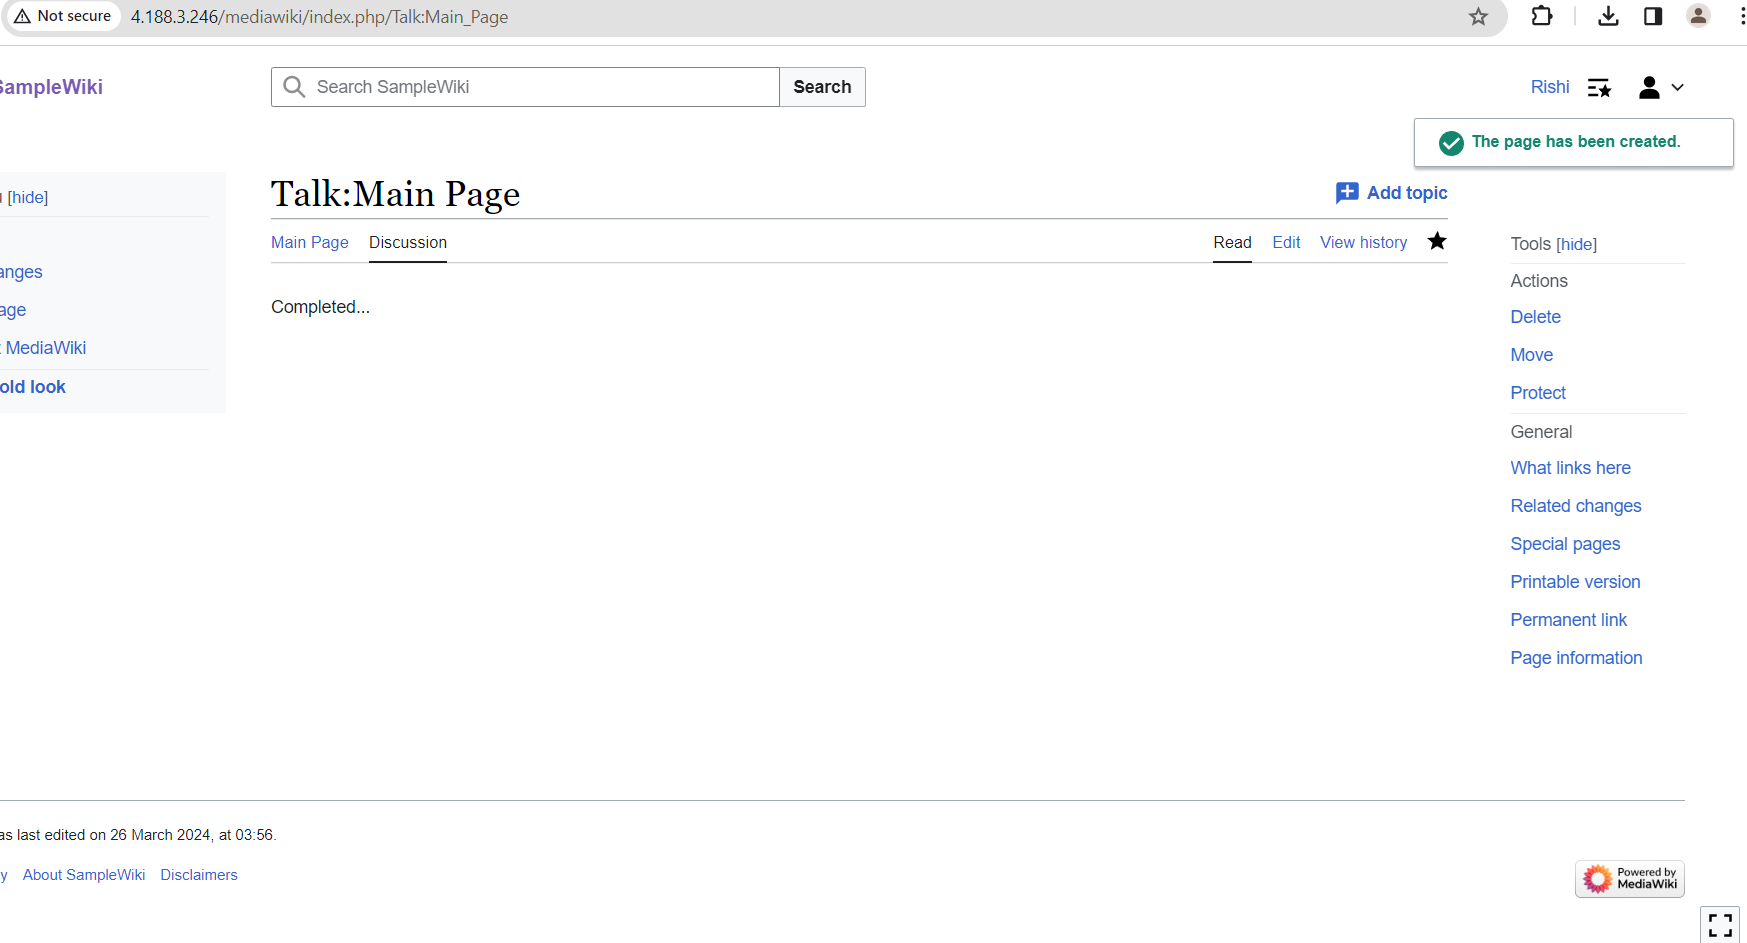 Not secure 4.188.3.246/mediawiki/index.php/Talk:Main_Page
SampleWiki
Search SampleWiki
Search
Rishi
The page has been created.
[hide]
anges
age
MediaWiki
old look
Talk:Main Page
Add topic
Main Page Discussion
Read Edit View history
Completed...
Tools [hide]
Actions
Delete
Move
Protect
General
What links here
Related changes
Special pages
Printable version
Permanent link
Page information
as last edited on 26 March 2024, at 03:56.
y About SampleWiki Disclaimers
Powered by
MediaWiki